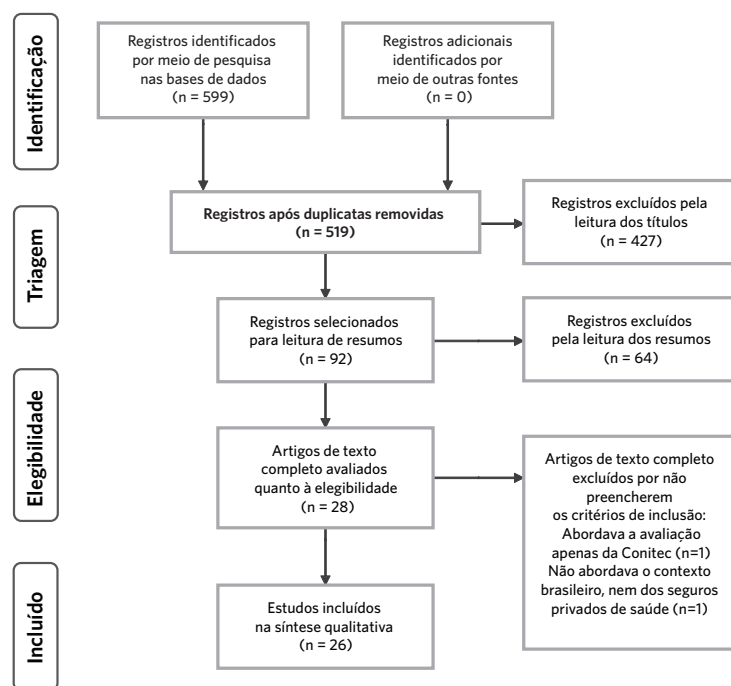 Identificação
Registros identificados
por meio de pesquisa
nas bases de dados
(n = 599)
Registros adicionais
identificados por
meio de outras fontes
(n = 0)
Triagem
Registros após duplicatas removidas
(n = 519)
Registros excluídos pela
leitura dos títulos
(n = 427)
Registros selecionados
para leitura de resumos
(n = 92)
Registros excluídos
pela leitura dos resumos
(n = 64)
Elegibilidade
Artigos de texto
completo avaliados
quanto à elegibilidade
(n = 28)
Artigos de texto completo
excluídos por não
preencherem
os critérios de inclusão:
Abordava a avaliação
apenas da Conitec (n=1)
Não abordava o contexto
brasileiro, nem dos seguros
privados de saúde (n=1)
Incluído
Estudos incluídos
na síntese qualitativa
(n = 26)